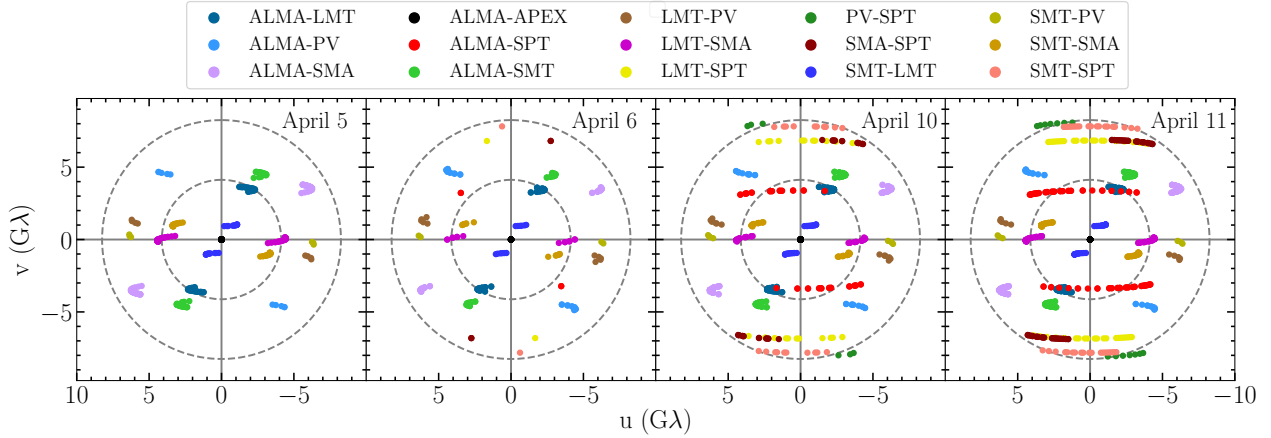 ALMA-LMT ALMA-APEX LMT-PV PV-SPT SMT-PV
ALMA-PV ALMA-SPT LMT-SMA SMA-SPT SMT-SMA
ALMA-SMA ALMA-SMT LMT-SPT SMT-LMT SMT-SPT
April 5 April 6 April 10 April 11
5
0
−5
v (Gλ)
10 5 0 −5 5 0 −5 5 0 −5 5 0 −5 −10
u (Gλ)